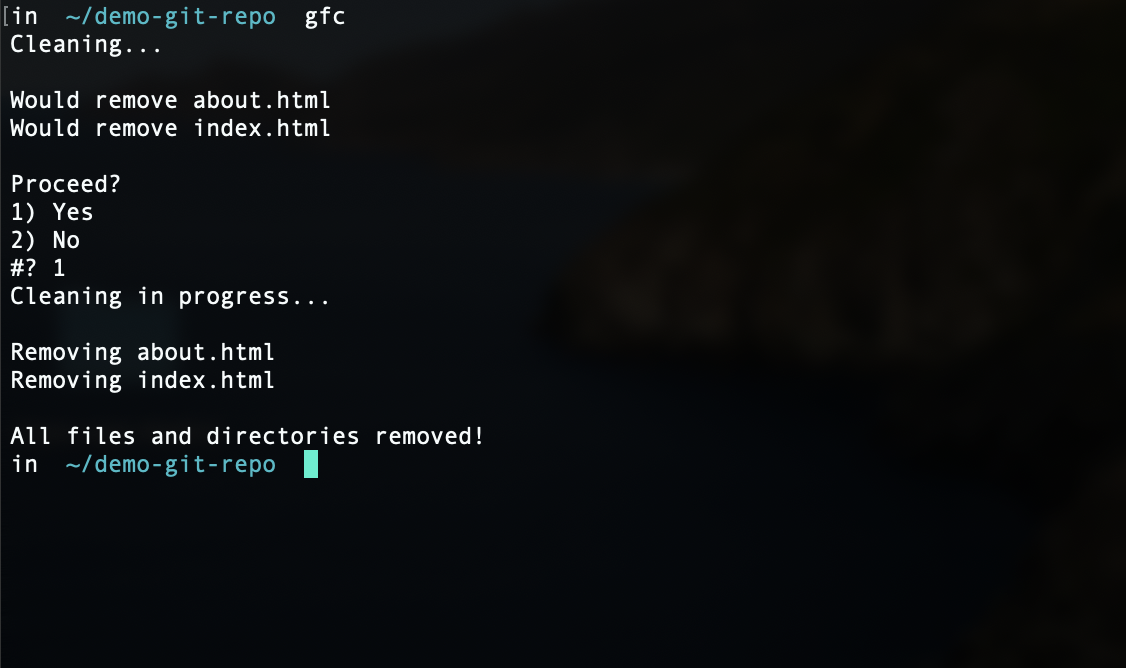 [in ~/demo-git-repo gfc
Cleaning...
Would remove about.html
Would remove index.html
Proceed?
1) Yes
2) No
#? 1
Cleaning in progress...
Removing about.html
Removing index.html
All files and directories removed!
in ~/demo-git-repo